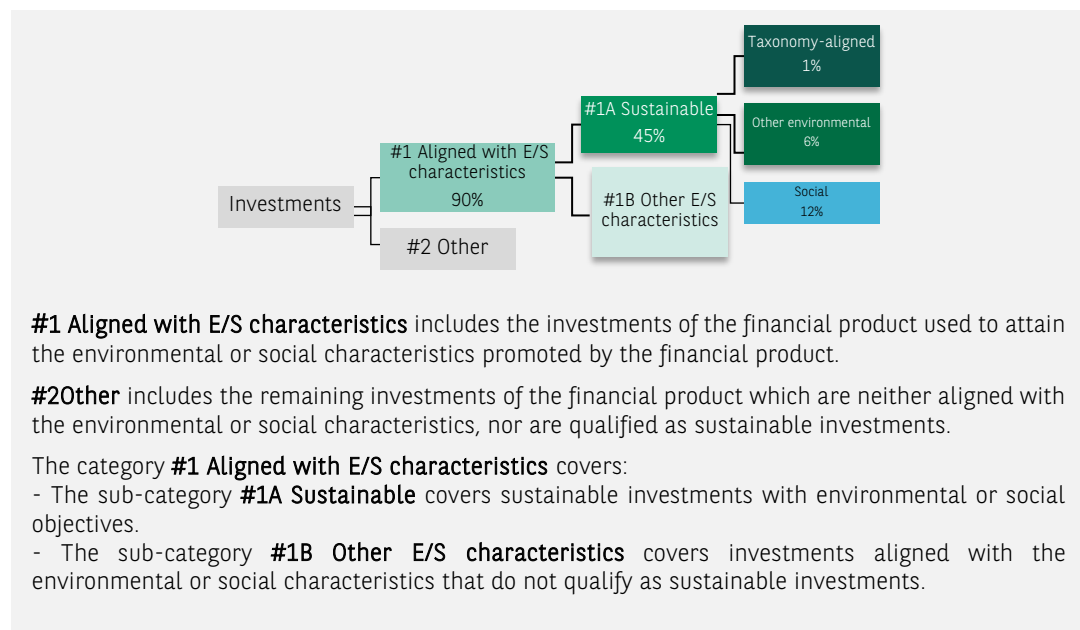 Taxonomy-aligned
1%
#1A Sustainable
45%
Other environmental
6%
#1 Aligned with E/S
characteristics
90%
Social
12%
Investments
#1B Other E/S
characteristics
#2 Other
#1 Aligned with E/S characteristics includes the investments of the financial product used to attain
the environmental or social characteristics promoted by the financial product.
#2Other includes the remaining investments of the financial product which are neither aligned with
the environmental or social characteristics, nor are qualified as sustainable investments.
The category #1 Aligned with E/S characteristics covers:
- The sub-category #1A Sustainable covers sustainable investments with environmental or social
objectives.
- The sub-category #1B Other E/S characteristics covers investments aligned with the
environmental or social characteristics that do not qualify as sustainable investments.